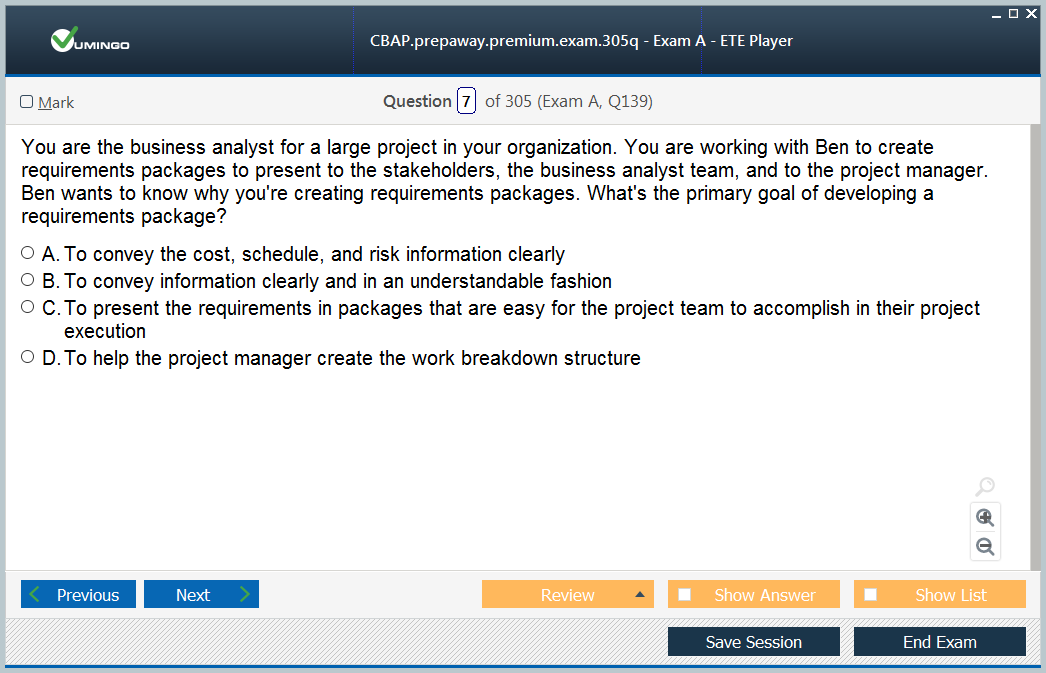 VUMINGO
CBAP.prepaway.premium.exam.305q - Exam A - ETE Player
Mark
Question 7 of 305 (Exam A, Q139)
You are the business analyst for a large project in your organization. You are working with Ben to create
requirements packages to present to the stakeholders, the business analyst team, and to the project manager.
Ben wants to know why you're creating requirements packages. What's the primary goal of developing a
requirements package?
A. To convey the cost, schedule, and risk information clearly
B. To convey information clearly and in an understandable fashion
C. To present the requirements in packages that are easy for the project team to accomplish in their project
execution
D. To help the project manager create the work breakdown structure
Previous
Next
Review
Show Answer
Show List
Save Session
End Exam